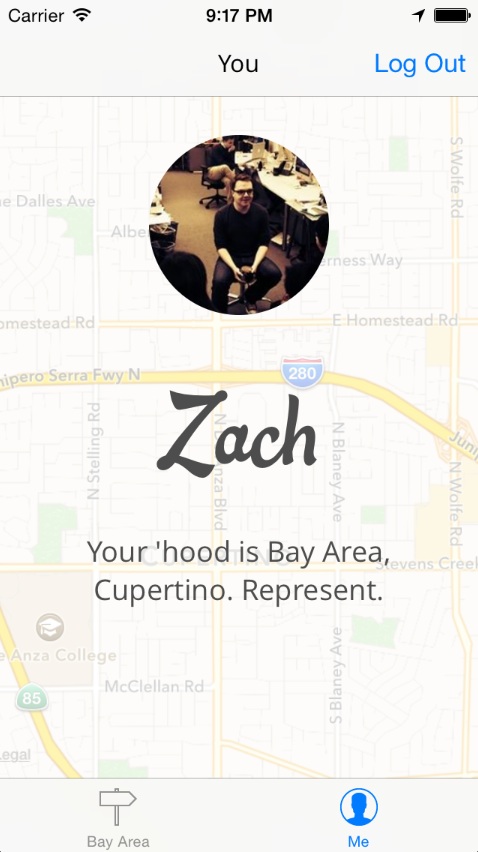 Carrier
9:17 PM
You
Log Out
S Wolfe Rd
e Dalles Ave
Albe
erness Way
omestead Rd
E Homestead Rd
nipero Serra Fwy N
280
Zach
N Stelling Rd
N
nza Blvd
N Blaney Ave
N Wolfe Rd
Juni
Your 'hood is Bay Area,
Cupertino. Represent.
CUPERTINO
Stevens Creek
e Anza College
McClellan Rd
S Blaney Ave
85
Legal
Bay Area
Me